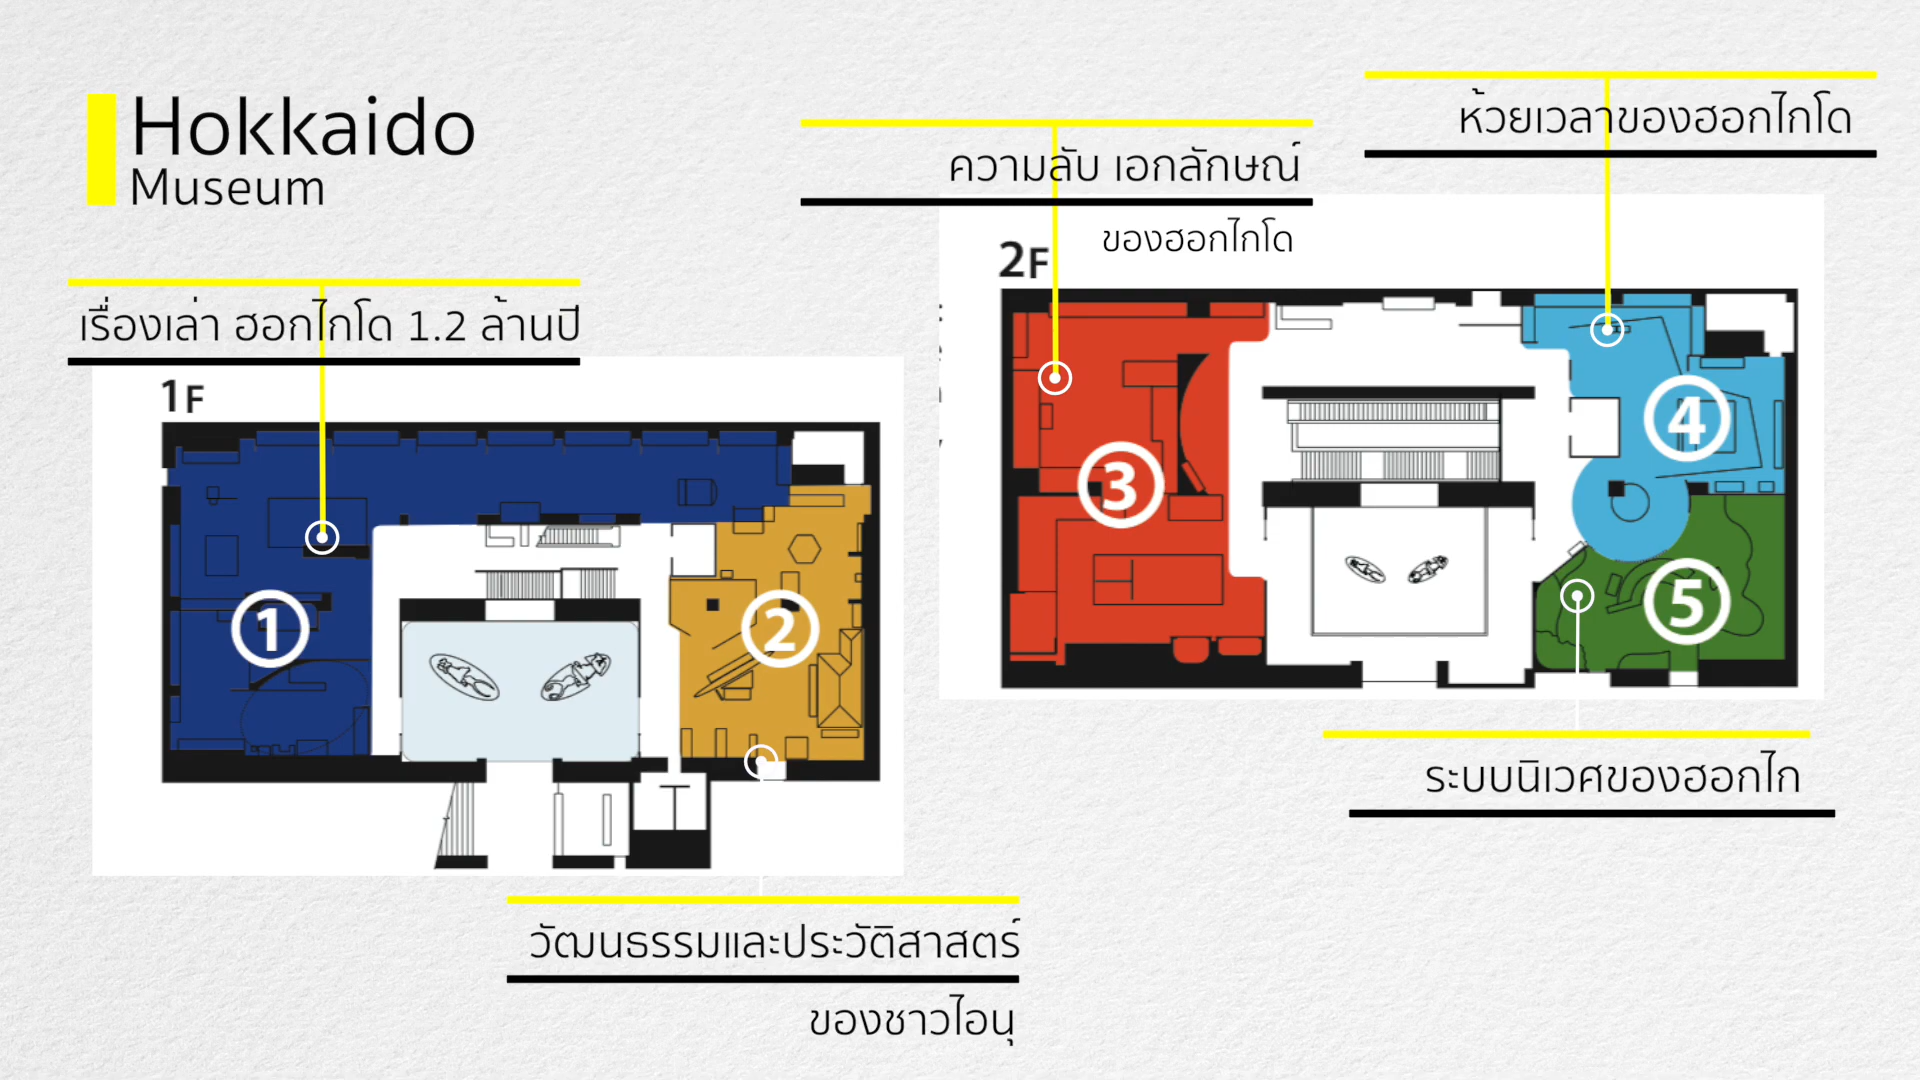 Hokkaido
Museum
เรื่องเล่า ฮอกไกโด 1.2 ล้านปี
1F
1
2
วัฒนธรรมและประวัติสาสตร์
ของชาวไอนุ
ความลับ เอกลักษณ์
ของฮอกไกโด
ห้วยเวลาของฮอกไกโด
2F
3
4
5
ระบบนิเวศของฮอกไก